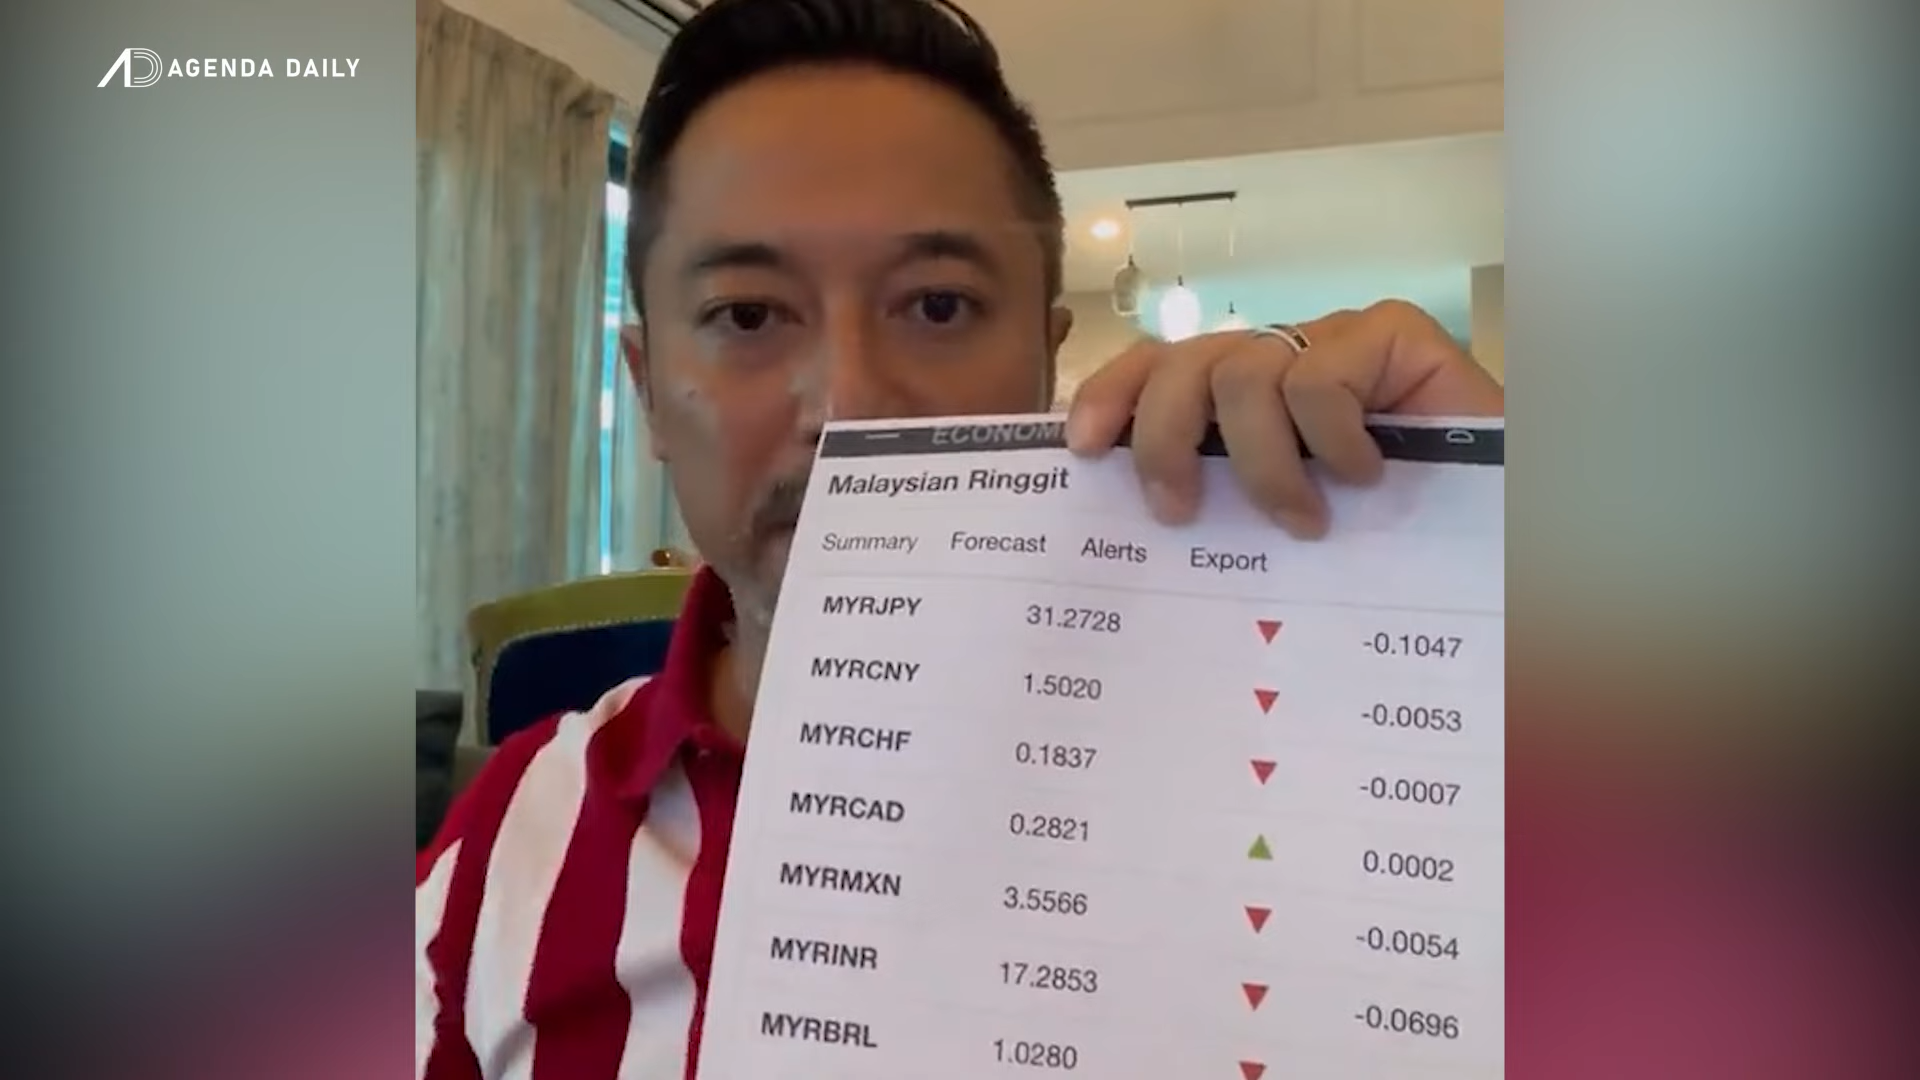 AD AGENDA DAILY
ECONOM
Malaysian Ringgit
Summary Forecast Alerts Export
MYRJPY 31.2728 ▼ -0.1047
MYRCNY 1.5020 ▼ -0.0053
MYRCHF 0.1837 ▼ -0.0007
MYRCAD 0.2821 ▲ 0.0002
MYRMXN 3.5566 ▼ -0.0054
MYRINR 17.2853 ▼ -0.0696
MYRBRL 1.0280 ▼